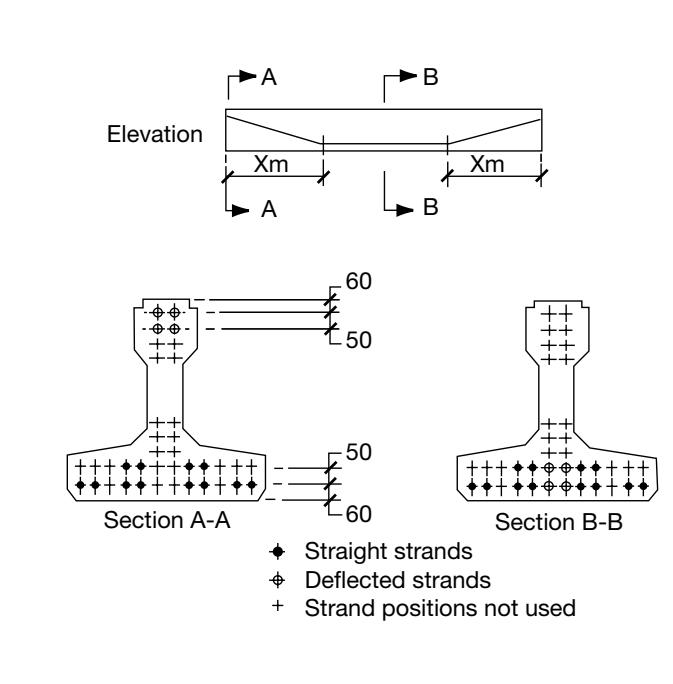 A
B
Elevation
Xm
Xm
A
B
60
50
50
60
Section A-A
Section B-B
Straight strands
Deflected strands
Strand positions not used